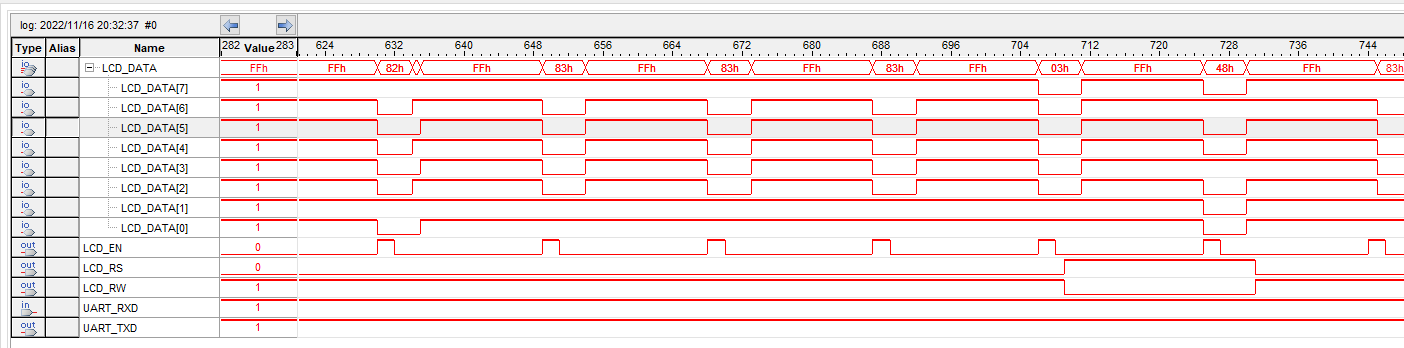 log: 2022/11/16 20:32:37 #0
Type Alias Name 282 Value 283 624 632 640 648 656 664 672 680 688 696 704 712 720 728 736 744
io LCD_DATA FFh FFh 82h FFh 83h FFh 83h FFh 83h FFh 03h FFh 48h FFh 83h
io LCD_DATA[7] 1
io LCD_DATA[6] 1
io LCD_DATA[5] 1
io LCD_DATA[4] 1
io LCD_DATA[3] 1
io LCD_DATA[2] 1
io LCD_DATA[1] 1
io LCD_DATA[0] 1
out LCD_EN 0
out LCD_RS 0
out LCD_RW 1
in UART_RXD 1
out UART_TXD 1